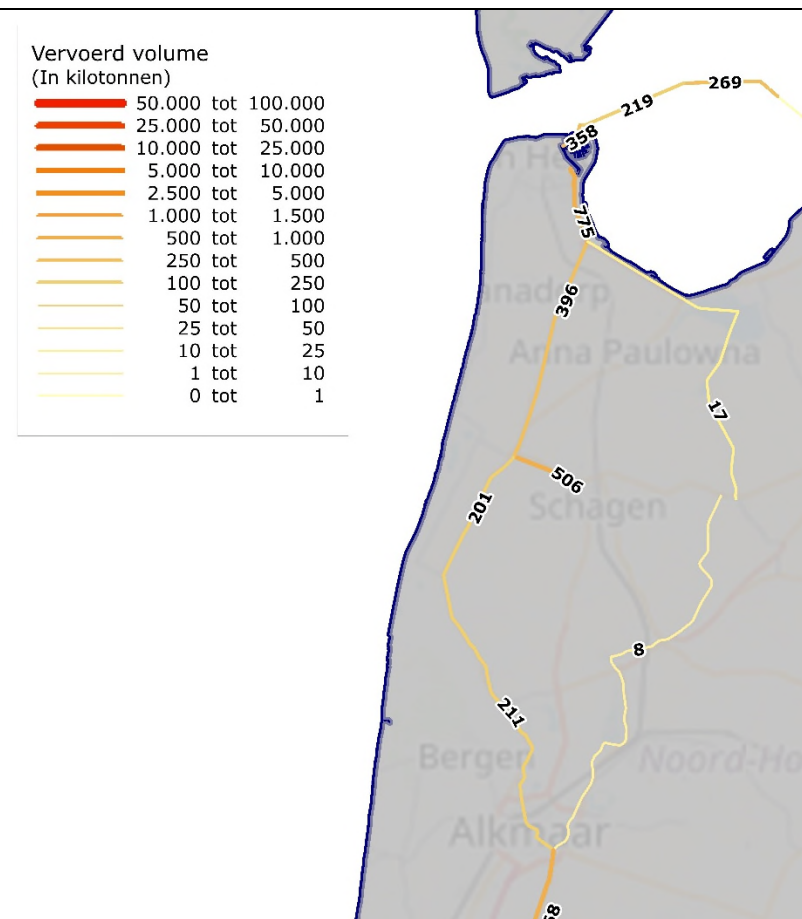 Vervoerd volume
(In kilotonnen)
50.000 tot 100.000
25.000 tot 50.000
10.000 tot 25.000
5.000 tot 10.000
2.500 tot 5.000
1.000 tot 1.500
500 tot 1.000
250 tot 500
100 tot 250
50 tot 100
25 tot 50
10 tot 25
1 tot 10
0 tot 1
269
219
358
775
396
Anna Paulowna
17
506
Schagen
201
8
211
Bergen
Noord-Ho
Alkmaar